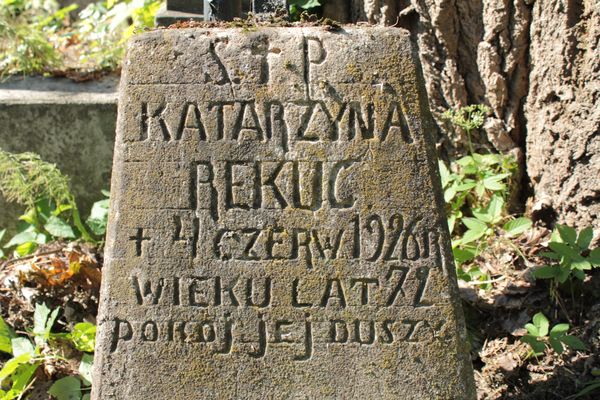 S † P
KATARZYNA
REKUC
+ 4 CZERW 1926 R
WIEKU LAT 72
POKOJ JEJ DUSZY